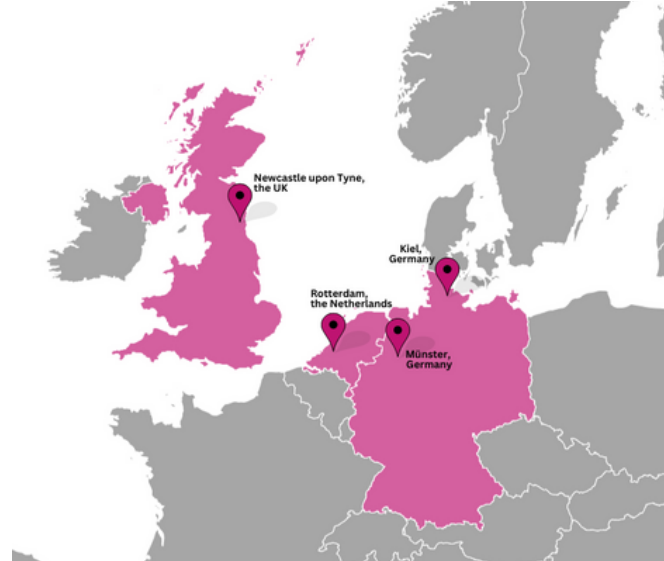 Newcastle upon Tyne,
the UK
Kiel,
Germany
Rotterdam,
the Netherlands
Münster,
Germany